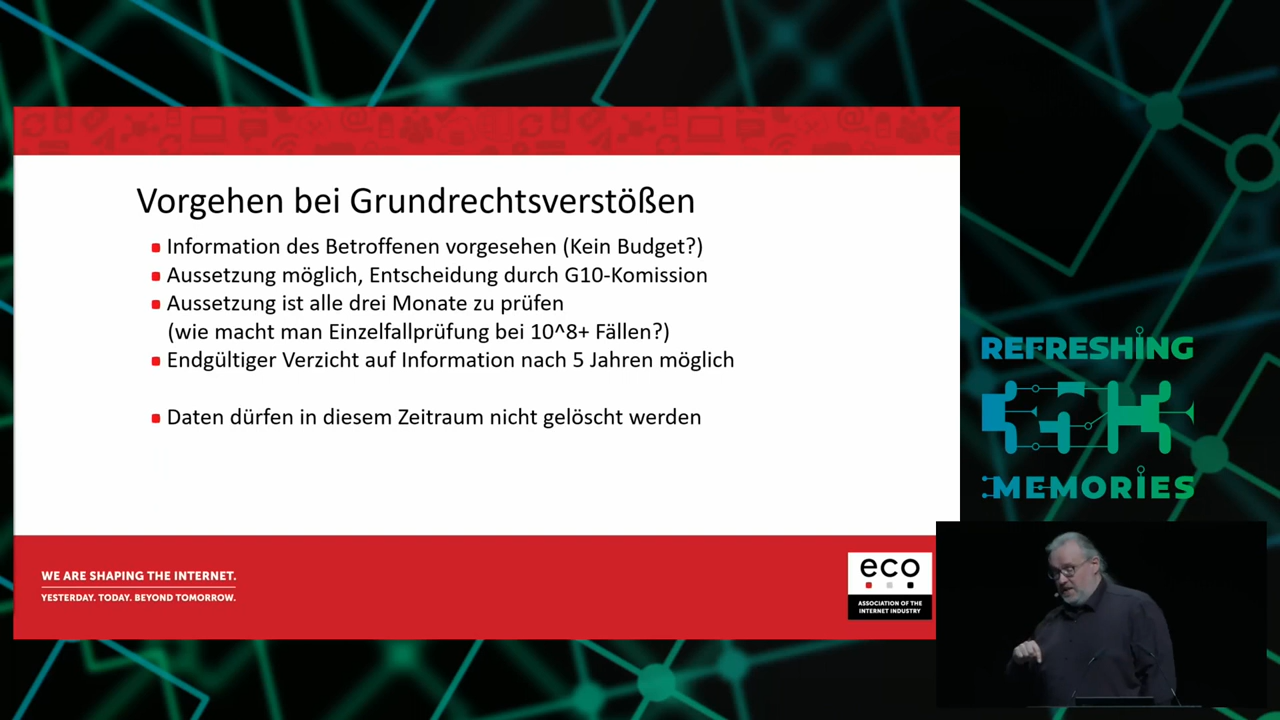 Vorgehen bei Grundrechtsverstößen
Information des Betroffenen vorgesehen (Kein Budget?)
Aussetzung möglich, Entscheidung durch G10-Komission
Aussetzung ist alle drei Monate zu prüfen
(wie macht man Einzelfallprüfung bei 10^8+ Fällen?)
Endgültiger Verzicht auf Information nach 5 Jahren möglich
Daten dürfen in diesem Zeitraum nicht gelöscht werden
WE ARE SHAPING THE INTERNET.
YESTERDAY. TODAY. BEYOND TOMORROW.
eco
ASSOCIATION OF THE
INTERNET INDUSTRY
REFRESHING
MEMORIES